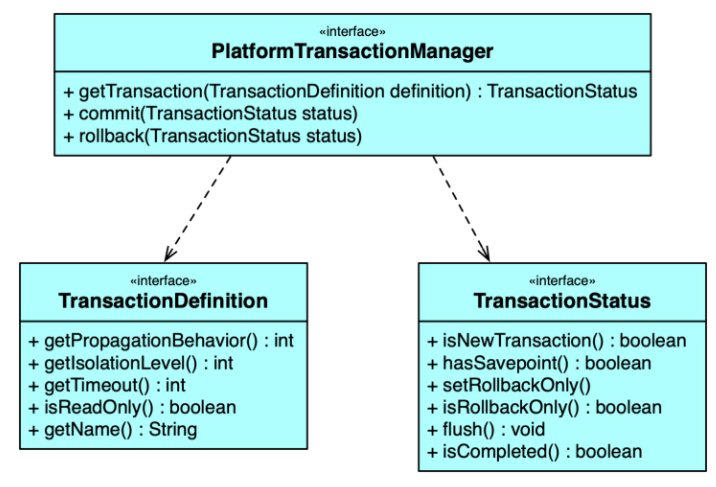 «interface»
PlatformTransactionManager
+ getTransaction(TransactionDefinition definition) : TransactionStatus
+ commit(TransactionStatus status)
+ rollback(TransactionStatus status)
«interface»
TransactionDefinition
+ getPropagationBehavior() : int
+ getIsolationLevel() : int
+ getTimeout() : int
+ isReadOnly() : boolean
+ getName() : String
«interface»
TransactionStatus
+ isNewTransaction() : boolean
+ hasSavepoint() : boolean
+ setRollbackOnly()
+ isRollbackOnly() : boolean
+ flush() : void
+ isCompleted() : boolean